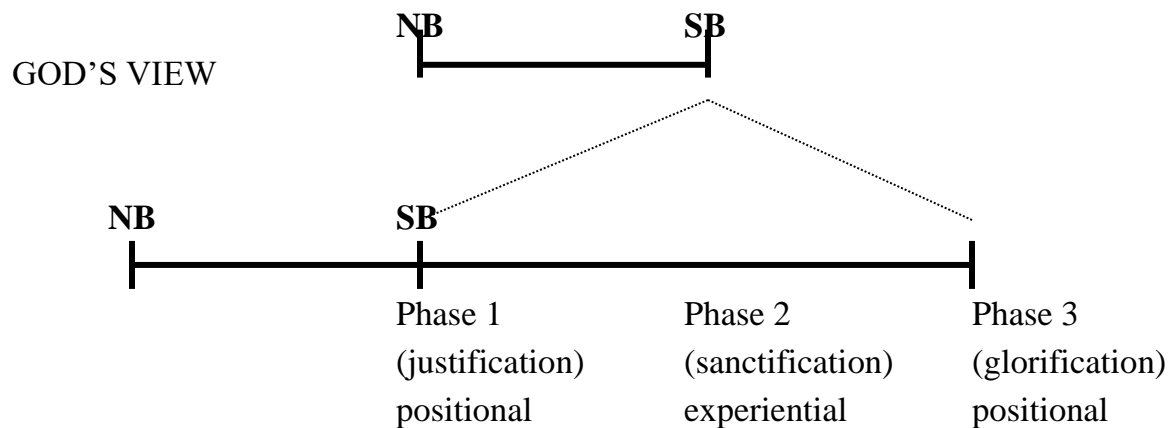 NB SB
GOD’S VIEW
NB SB
Phase 1 Phase 2 Phase 3
(justification) (sanctification) (glorification)
positional experiential positional